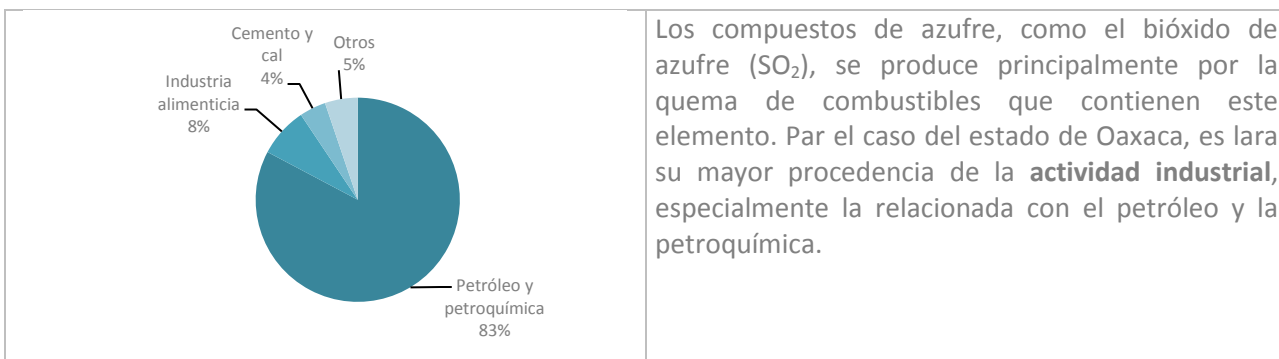 Cemento y
cal
4%
Otros
5%
Industria
alimenticia
8%
Petróleo y
petroquímica
83%
Los compuestos de azufre, como el bióxido de
azufre (SO₂), se produce principalmente por la
quema de combustibles que contienen este
elemento. Par el caso del estado de Oaxaca, es lara
su mayor procedencia de la actividad industrial,
especialmente la relacionada con el petróleo y la
petroquímica.